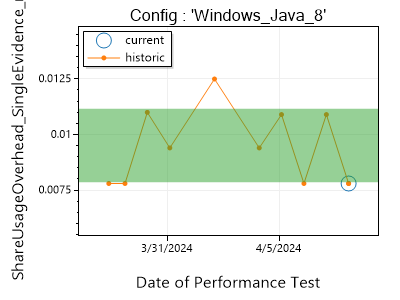 Config : 'Windows_Java_8'
current
historic
0.0125
0.01
0.0075
ShareUsageOverhead_SingleEvidence_
3/31/2024
4/5/2024
Date of Performance Test